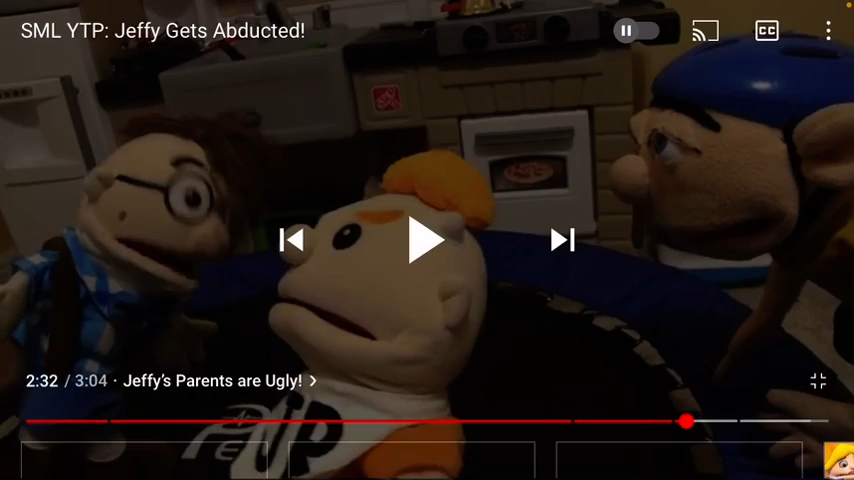 SML YTP: Jeffy Gets Abducted!
CC
2:32 / 3:04 · Jeffy's Parents are Ugly! >